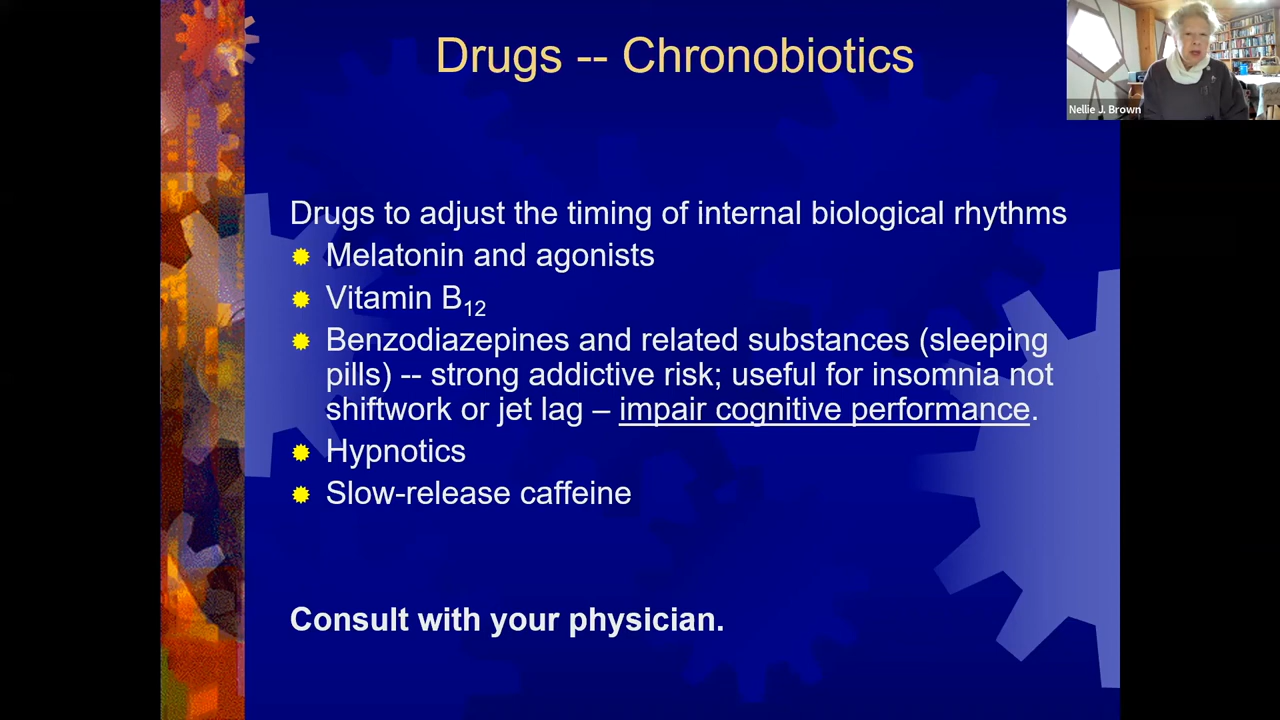 Drugs -- Chronobiotics
Nellie J. Brown
Drugs to adjust the timing of internal biological rhythms
Melatonin and agonists
Vitamin B12
Benzodiazepines and related substances (sleeping
pills) -- strong addictive risk; useful for insomnia not
shiftwork or jet lag – impair cognitive performance.
Hypnotics
Slow-release caffeine
Consult with your physician.